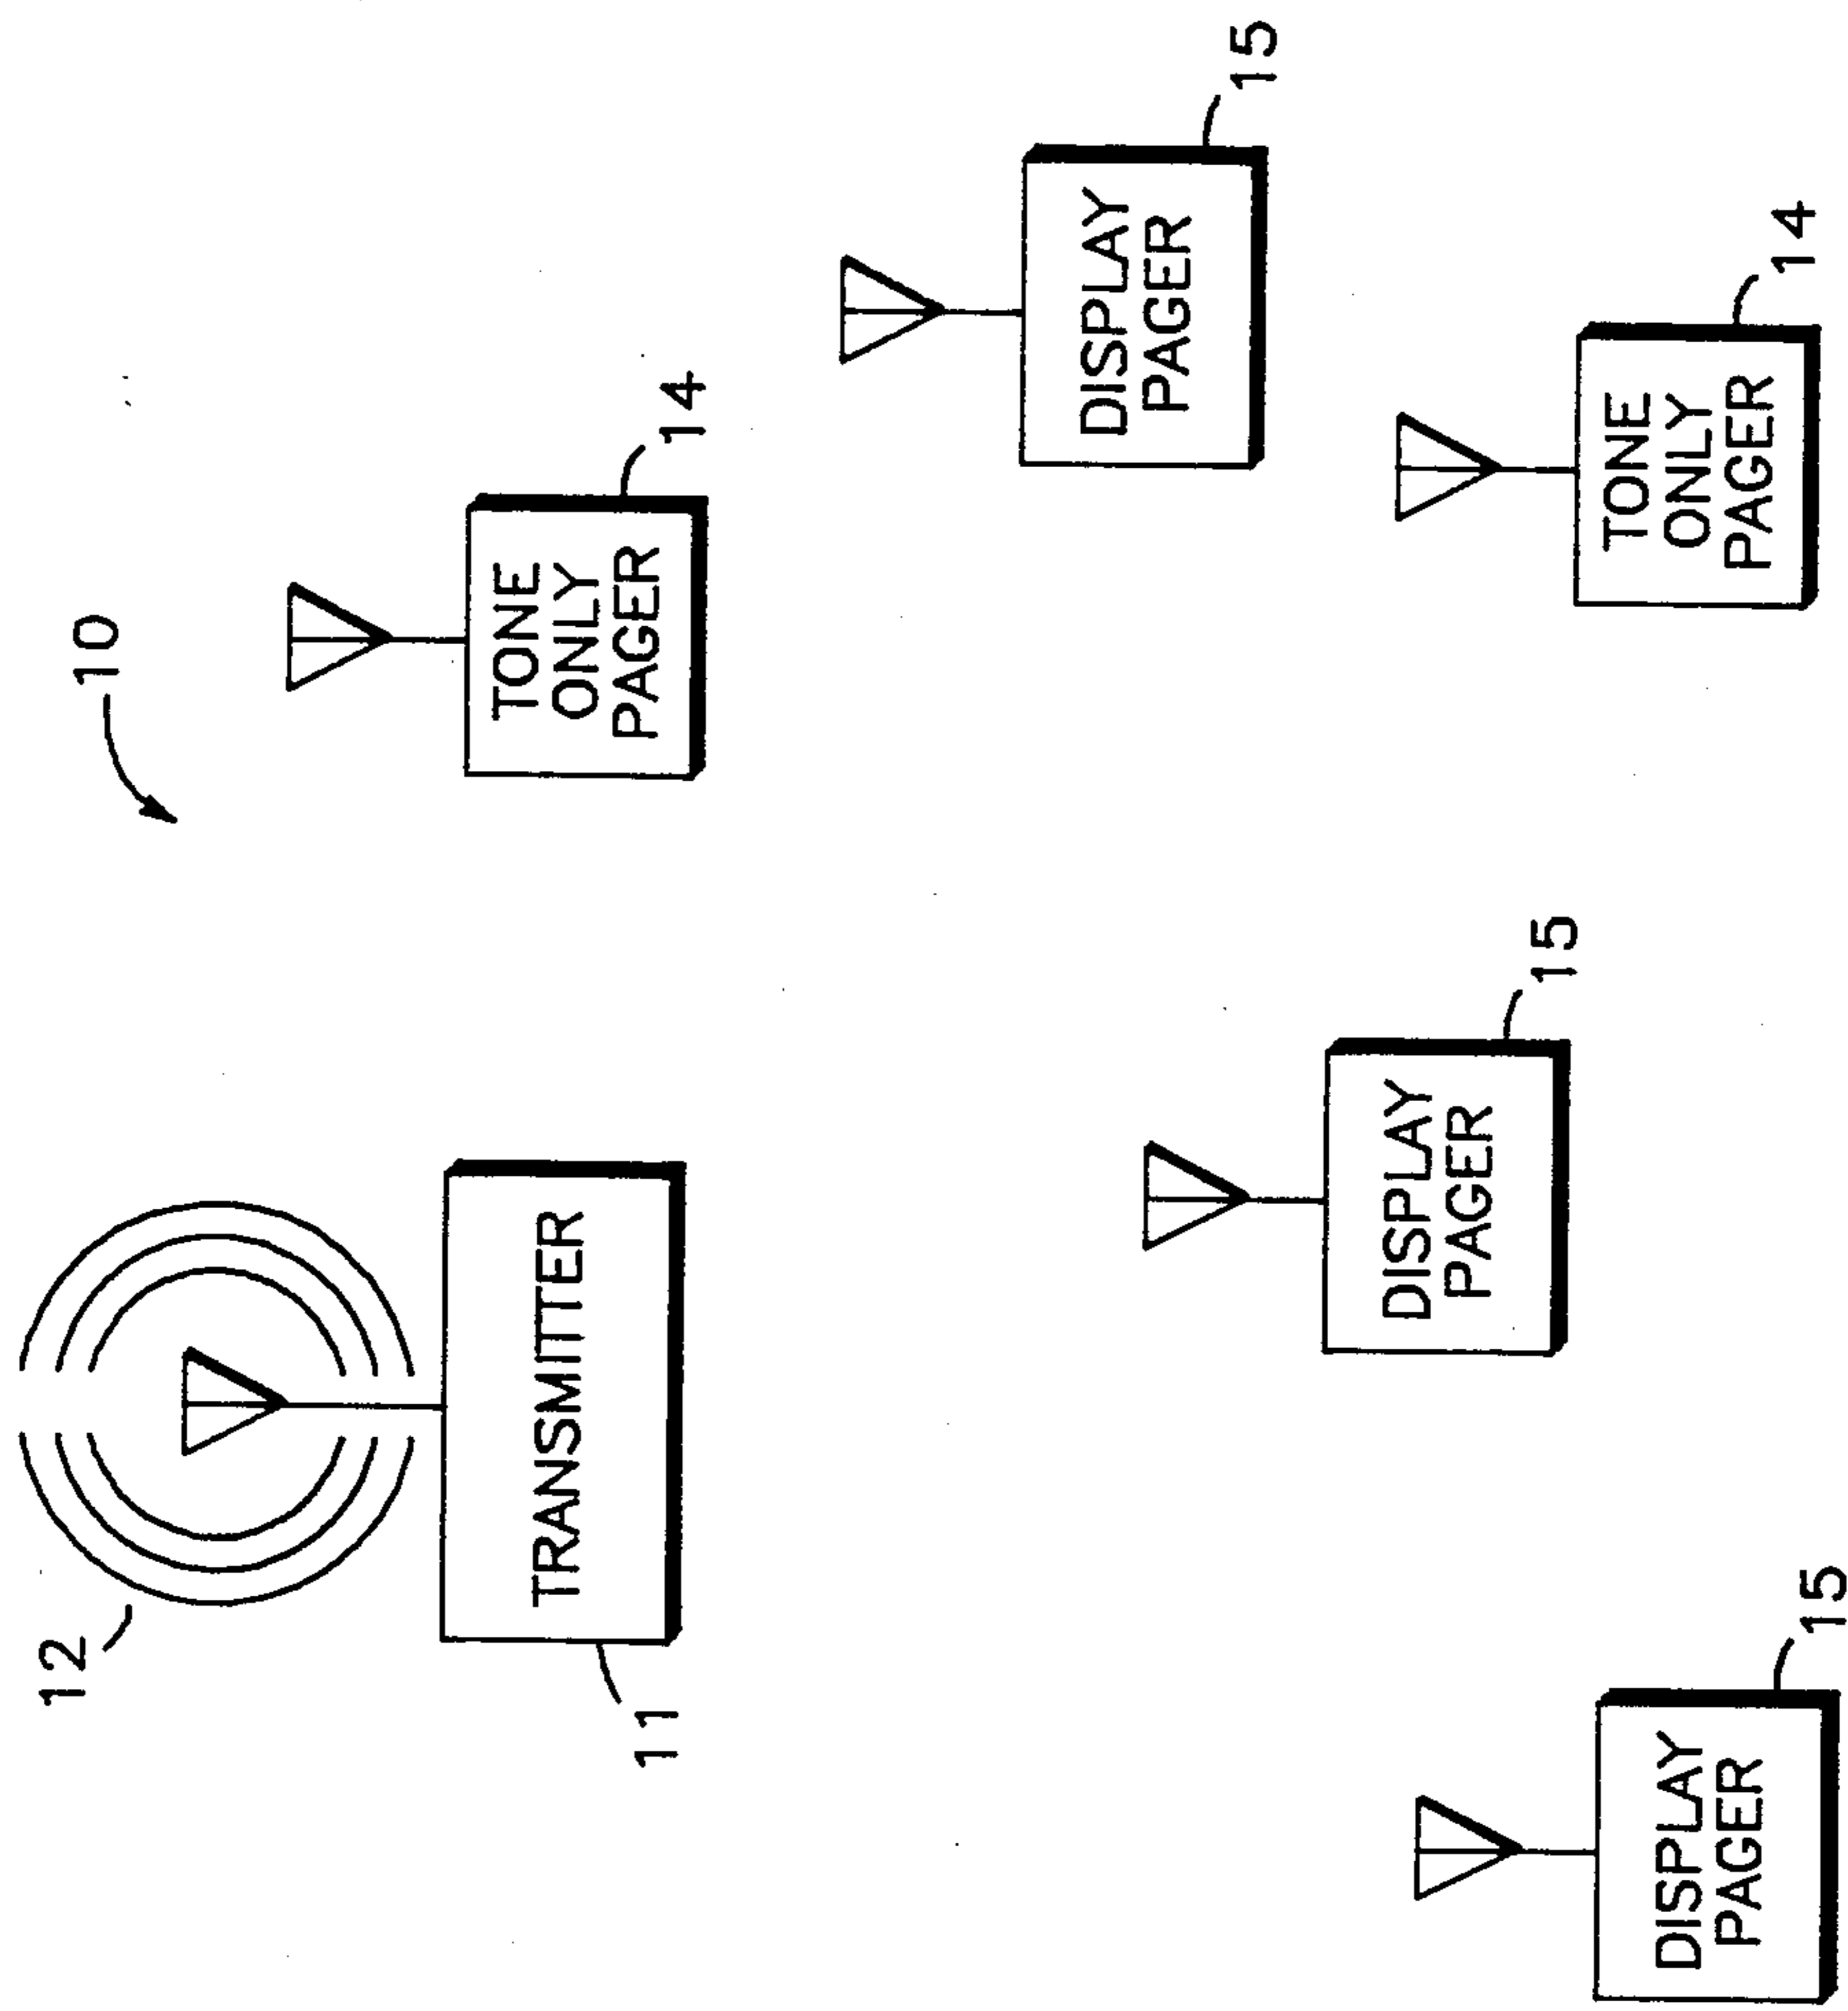 12
10
TRANSMITTER
11
TONE
ONLY
PAGER
14
DISPLAY
PAGER
15
DISPLAY
PAGER
15
DISPLAY
PAGER
15
TONE
ONLY
PAGER
14